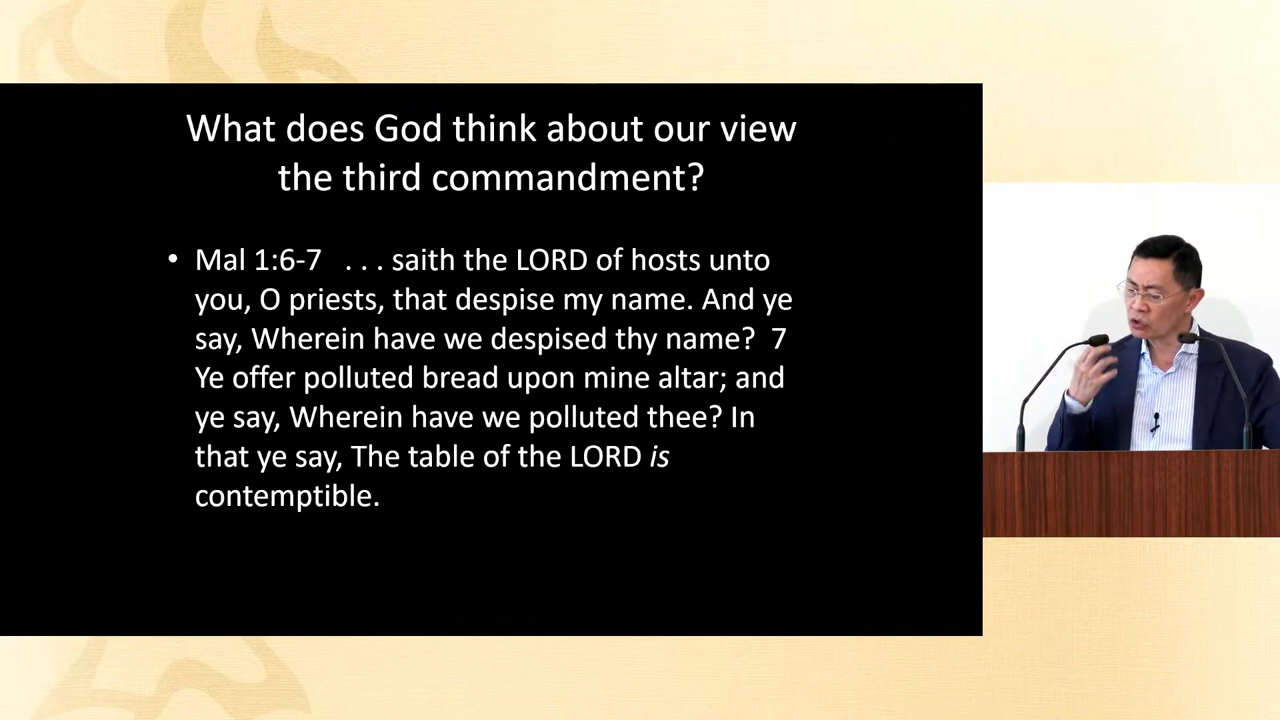 What does God think about our view
the third commandment?
• Mal 1:6-7 . . . saith the LORD of hosts unto
you, O priests, that despise my name. And ye
say, Wherein have we despised thy name? 7
Ye offer polluted bread upon mine altar; and
ye say, Wherein have we polluted thee? In
that ye say, The table of the LORD is
contemptible.